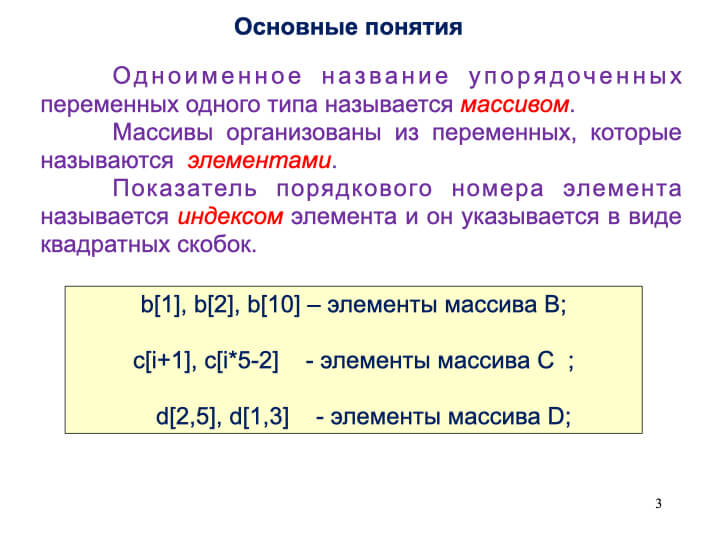 Основные понятия
Одноименное название упорядоченных
переменных одного типа называется массивом.
Массивы организованы из переменных, которые
называются элементами.
Показатель порядкового номера элемента
называется индексом элемента и он указывается в виде
квадратных скобок.
b[1], b[2], b[10] – элементы массива B;
c[i+1], c[i*5-2] - элементы массива C ;
d[2,5], d[1,3] - элементы массива D;
3